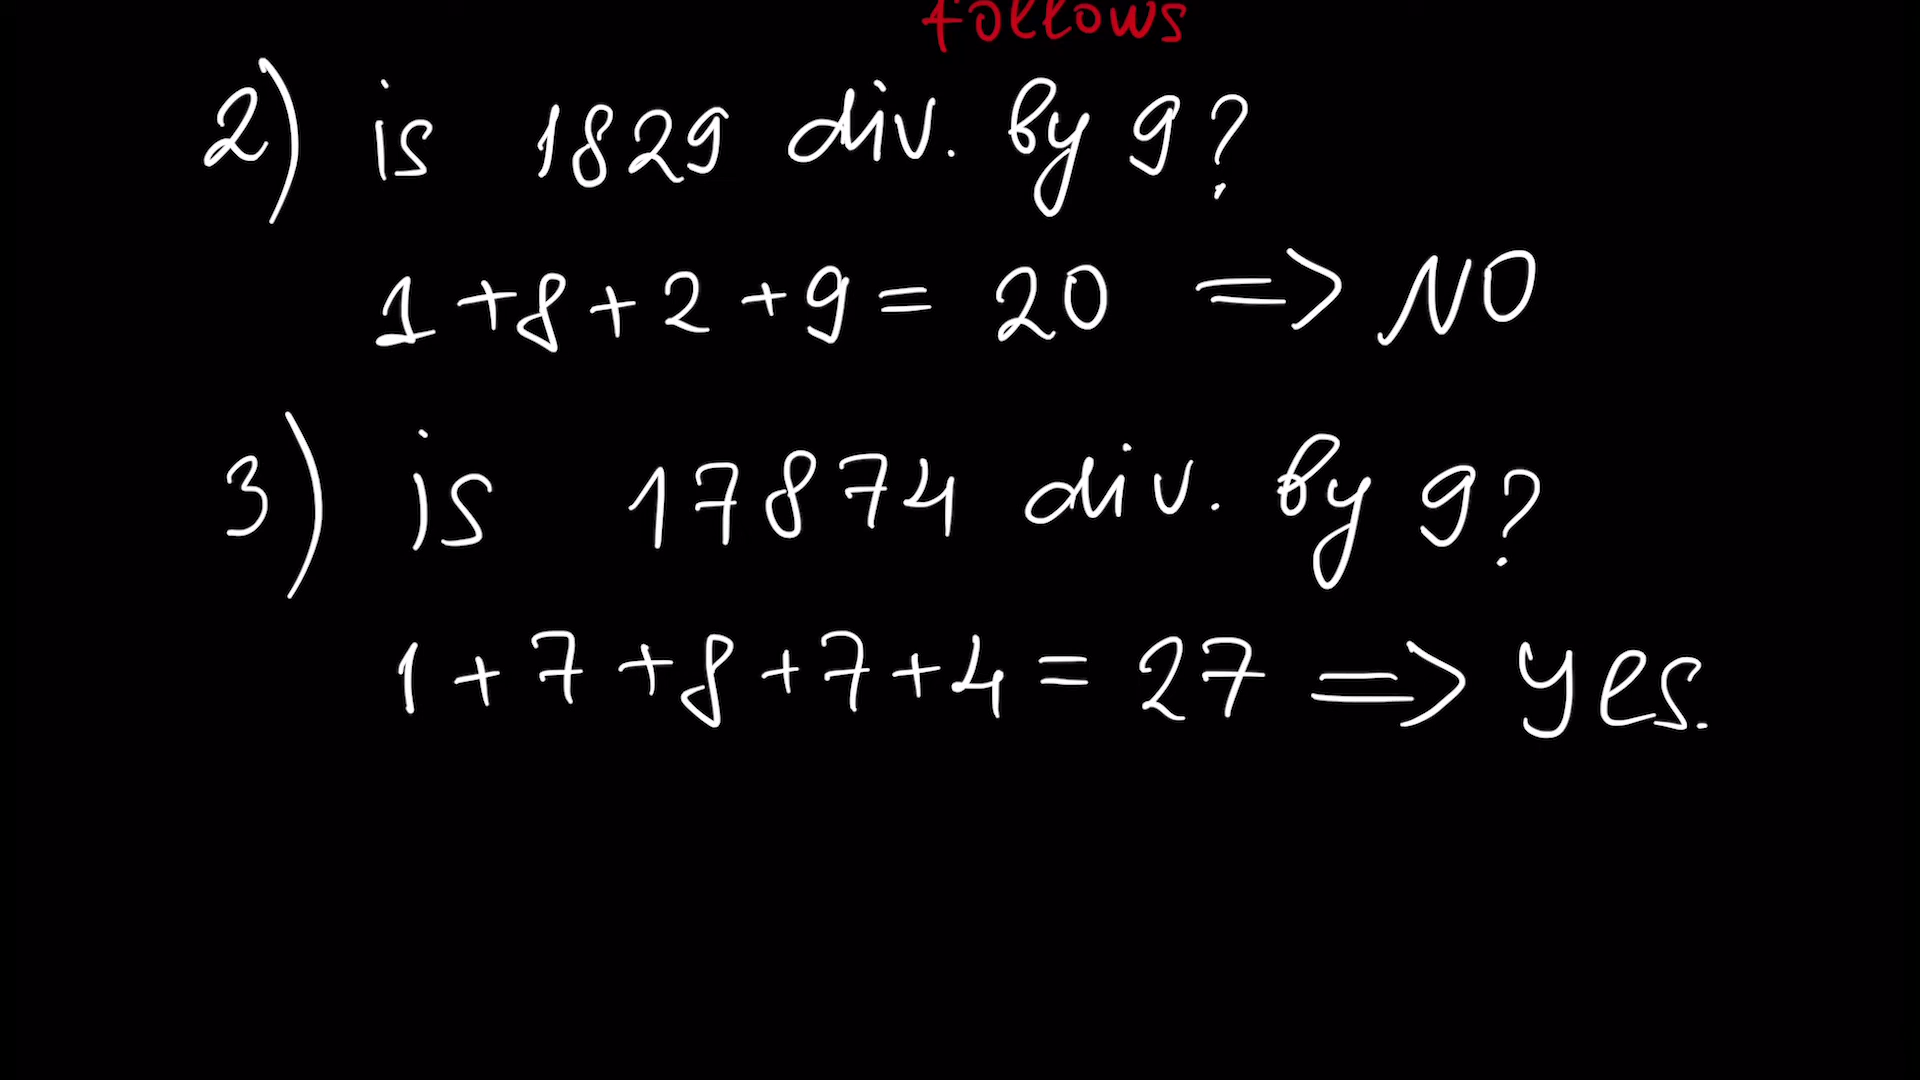 follows
2) is 1829 div. by 9?
1+8+2+9= 20 => NO
3) is 17874 div. by 9?
1+7+8+7+4= 27 => yes.